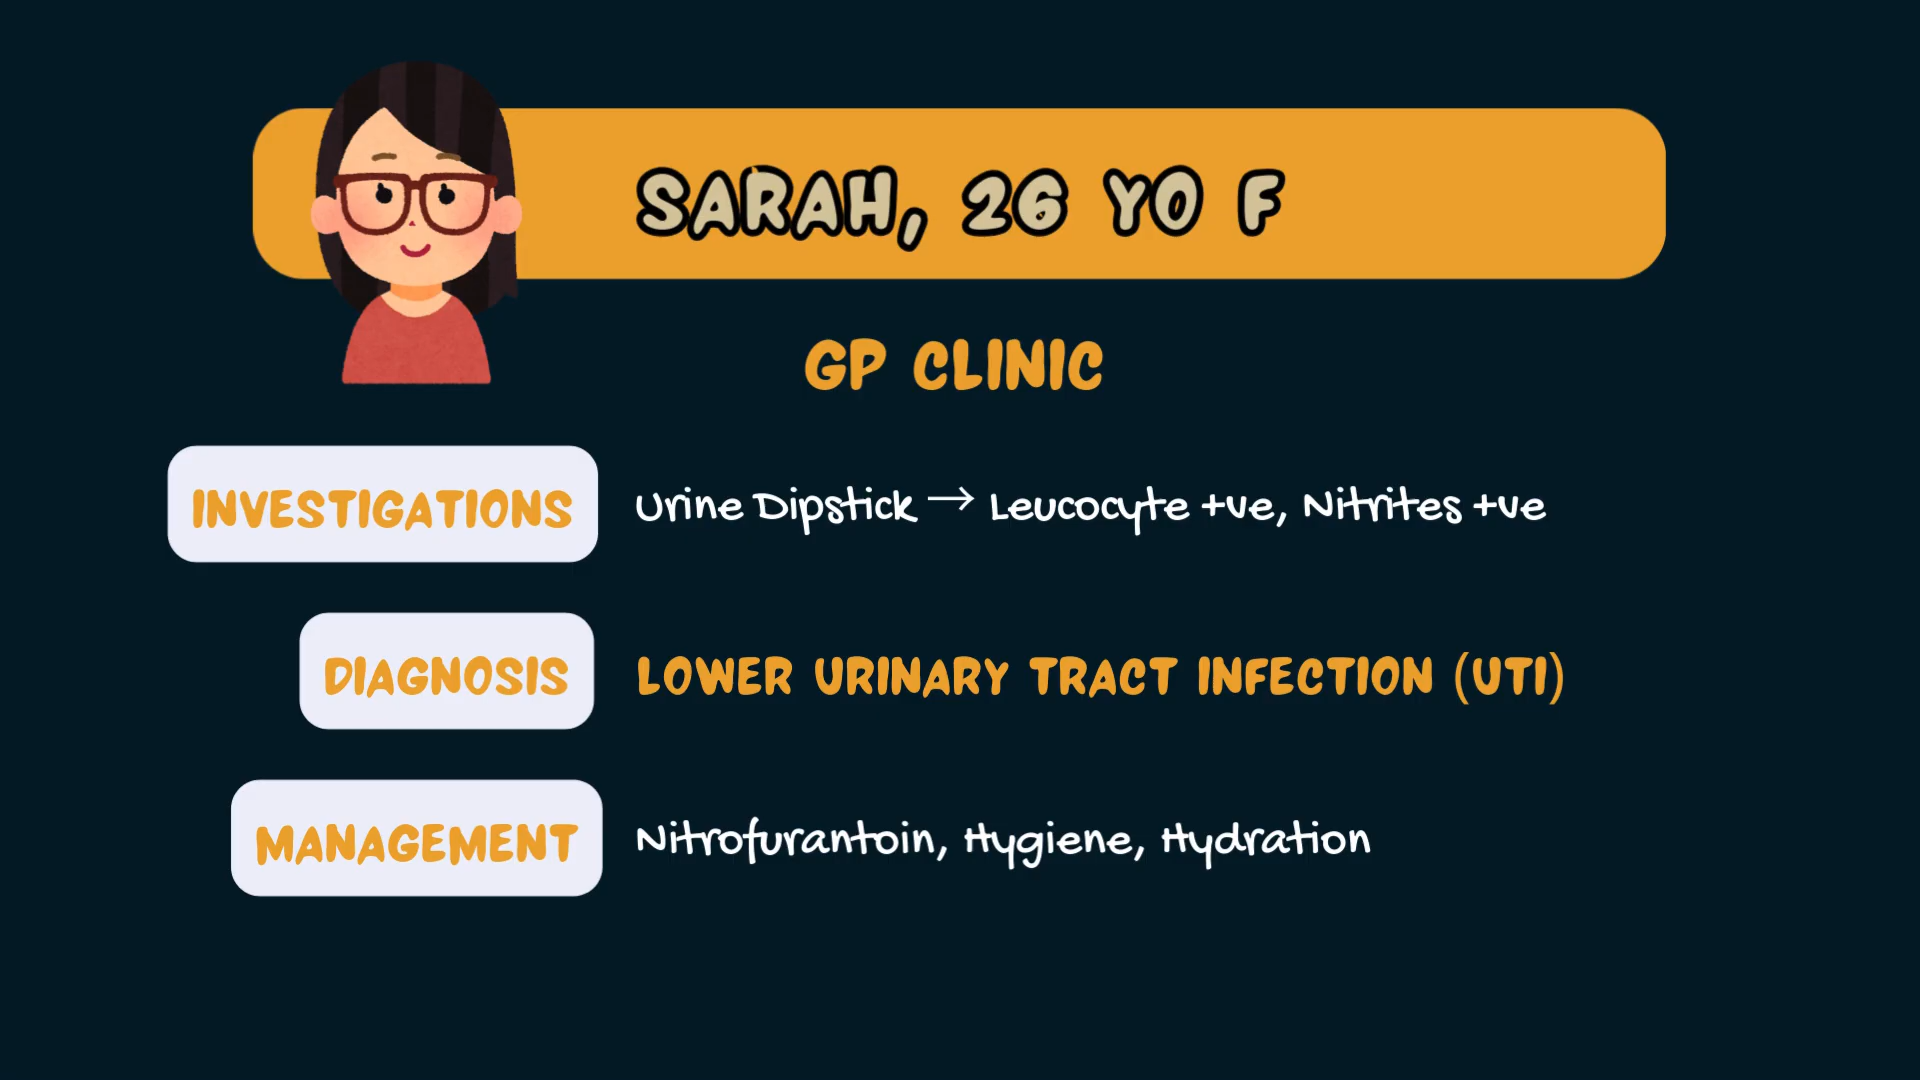 SARAH, 26 YO F
GP CLINIC
INVESTIGATIONS
Urine Dipstick → Leucocyte +ve, Nitrites +ve
DIAGNOSIS
LOWER URINARY TRACT INFECTION (UTI)
MANAGEMENT
Nitrofurantoin, Hygiene, Hydration